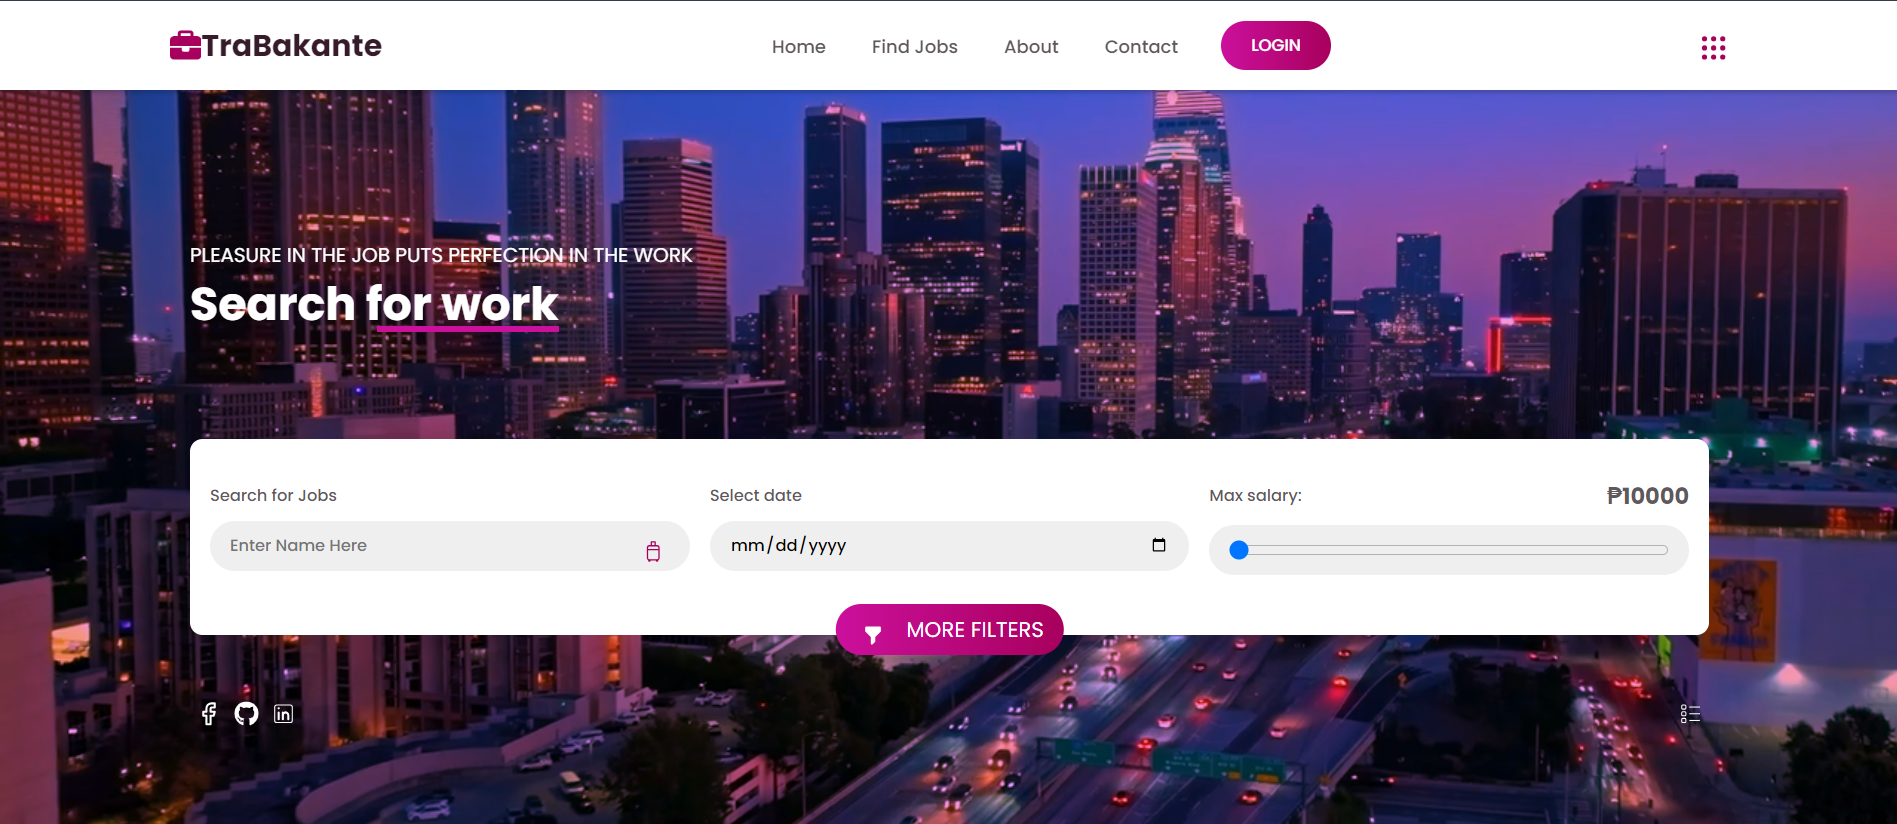 TraBakante
Home
Find Jobs
About
Contact
LOGIN
PLEASURE IN THE JOB PUTS PERFECTION IN THE WORK
Search for work
Search for Jobs
Select date
Max salary:
₱10000
Enter Name Here
mm/dd/yyyy
MORE FILTERS